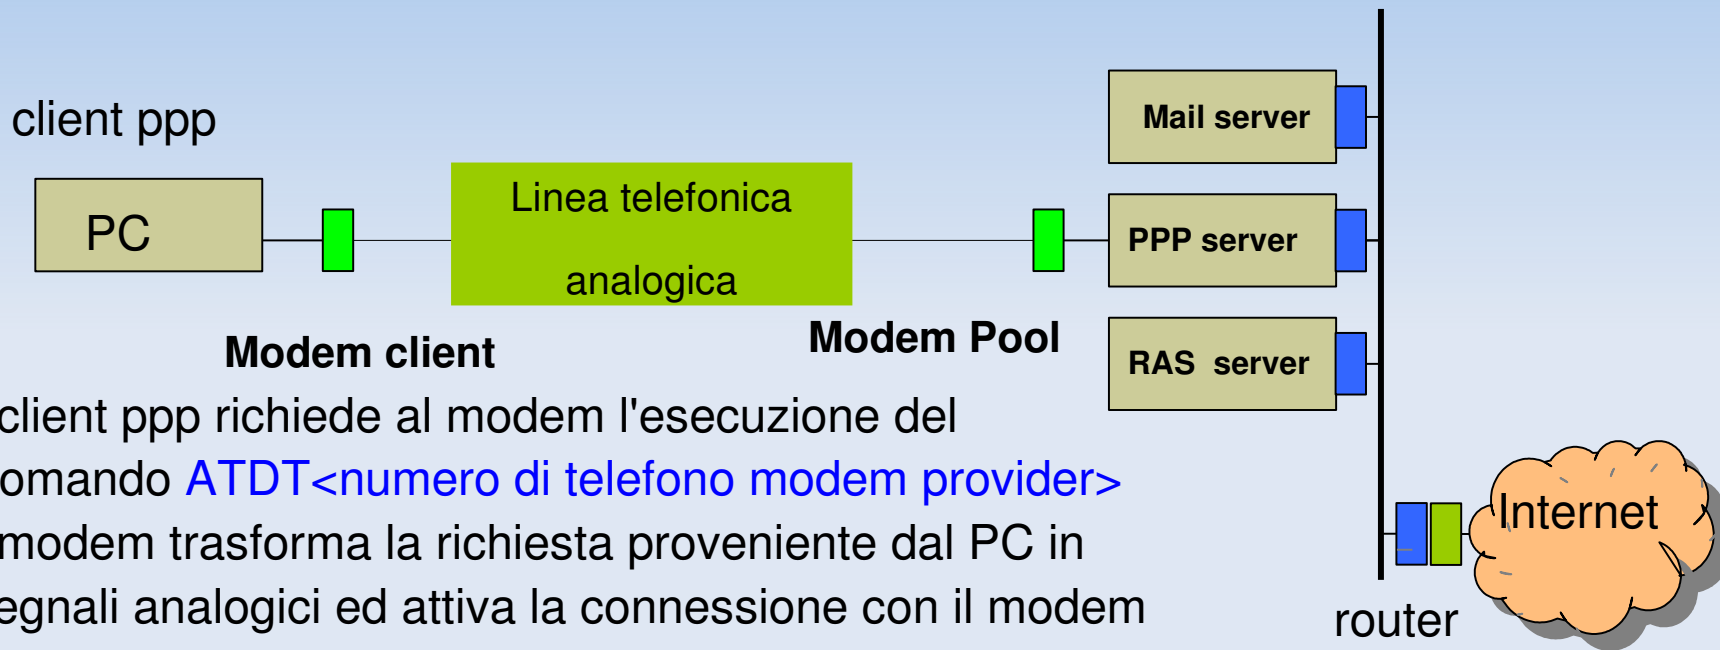 client ppp
PC
Linea telefonica
analogica
Mail server
PPP server
RAS server
Modem client
Modem Pool
client ppp richiede al modem l'esecuzione del
omando ATDT<numero di telefono modem provider>
modem trasforma la richiesta proveniente dal PC in
egnali analogici ed attiva la connessione con il modem
Internet
router